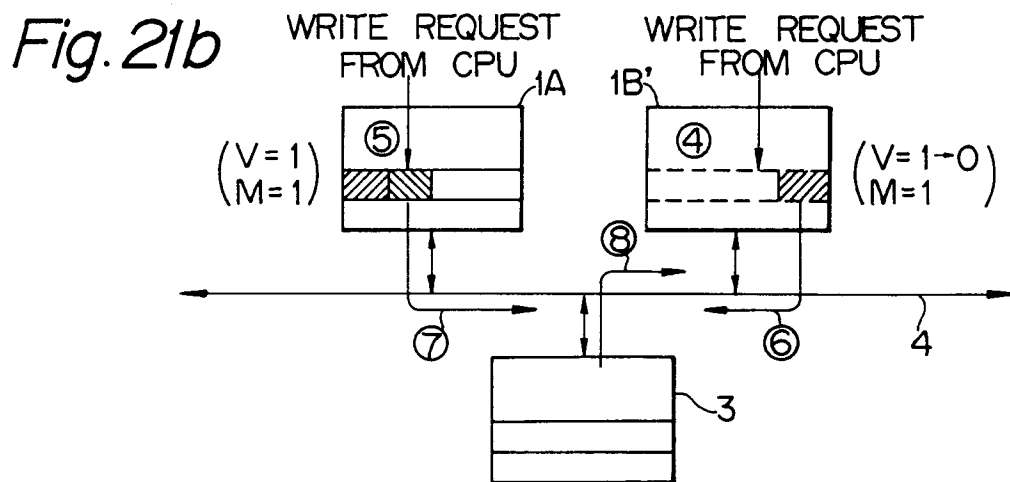 Fig. 21b
WRITE REQUEST
FROM CPU
WRITE REQUEST
FROM CPU
1A
1B'
⑤
④
(V=1
M=1)
(V=1→0
M=1)
⑧
⑦
⑥
4
3